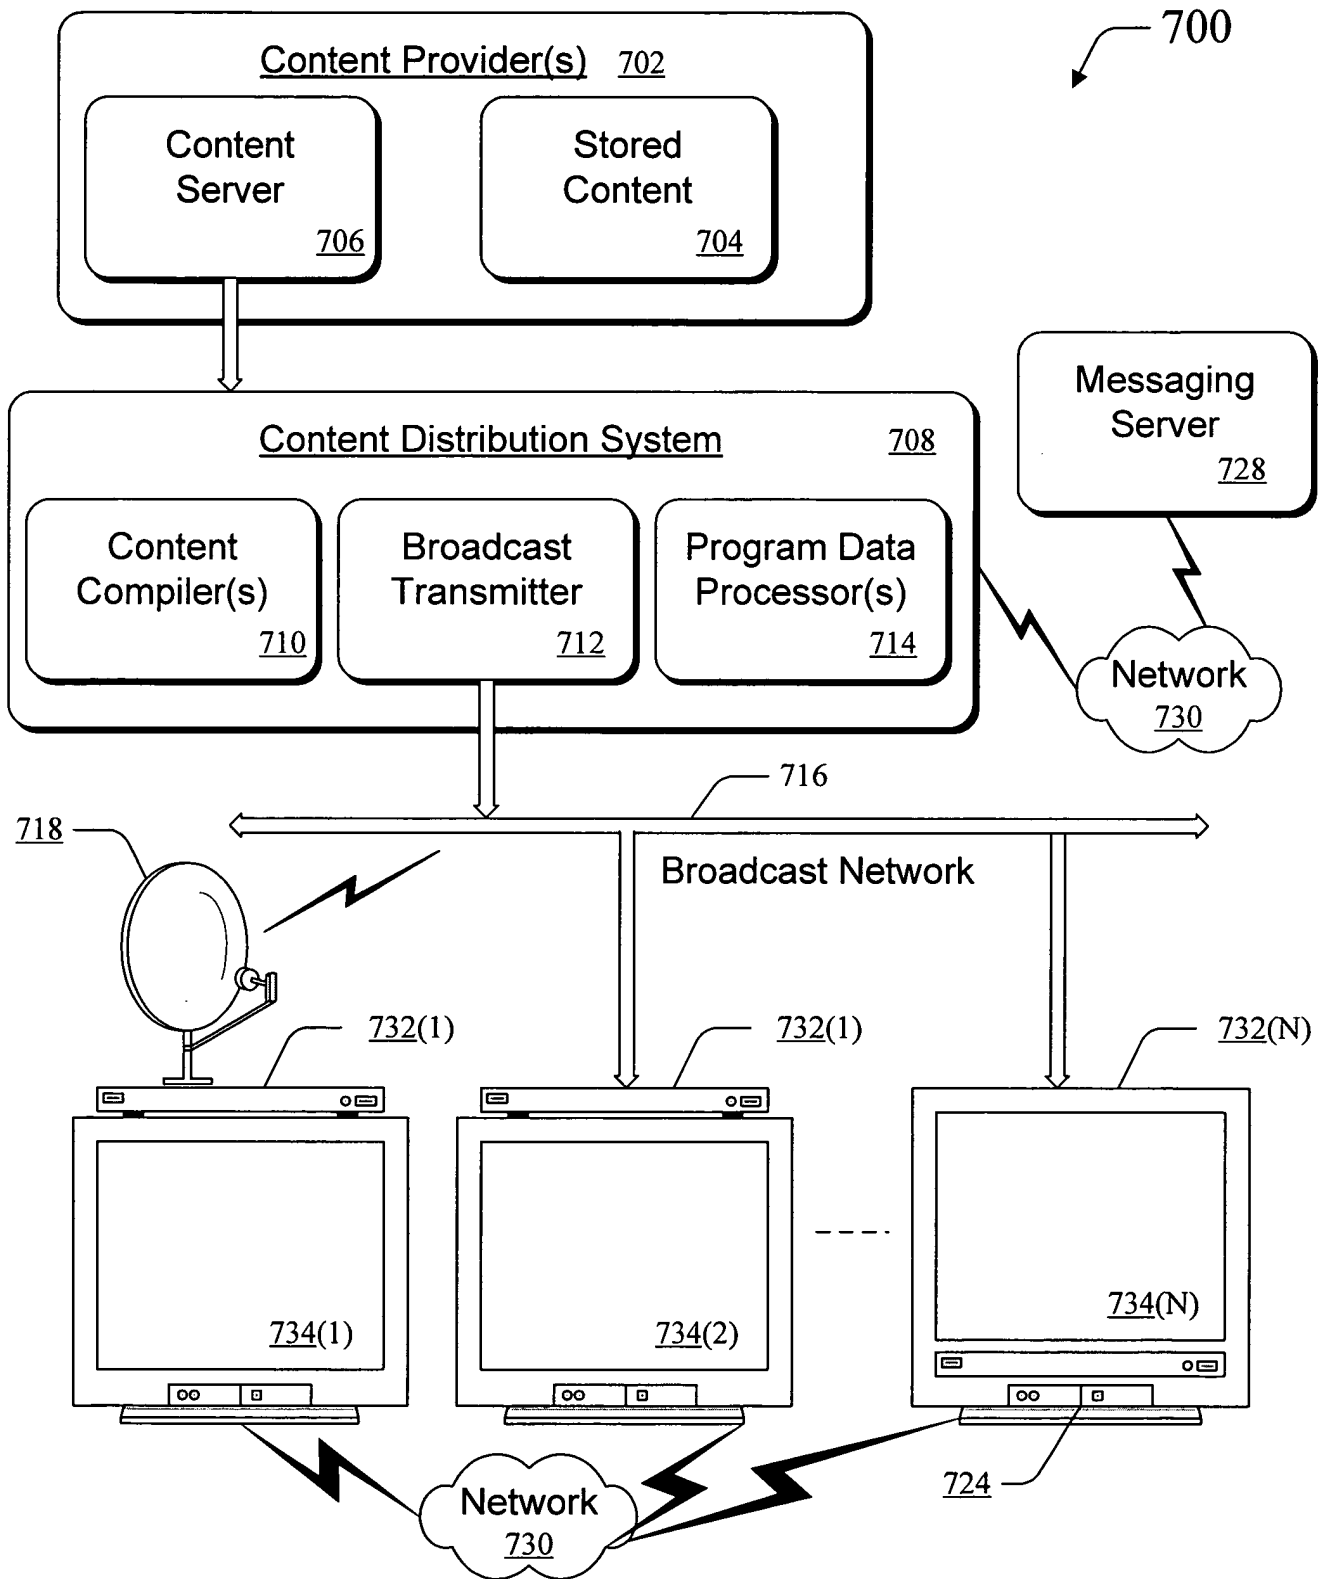 700
Content Provider(s) 702
Content
Server
706
Stored
Content
704
Messaging
Server
728
Content Distribution System 708
Content
Compiler(s)
710
Broadcast
Transmitter
712
Program Data
Processor(s)
714
Network
730
716
718
Broadcast Network
732(1)
732(1)
732(N)
734(1)
734(2)
734(N)
724
Network
730